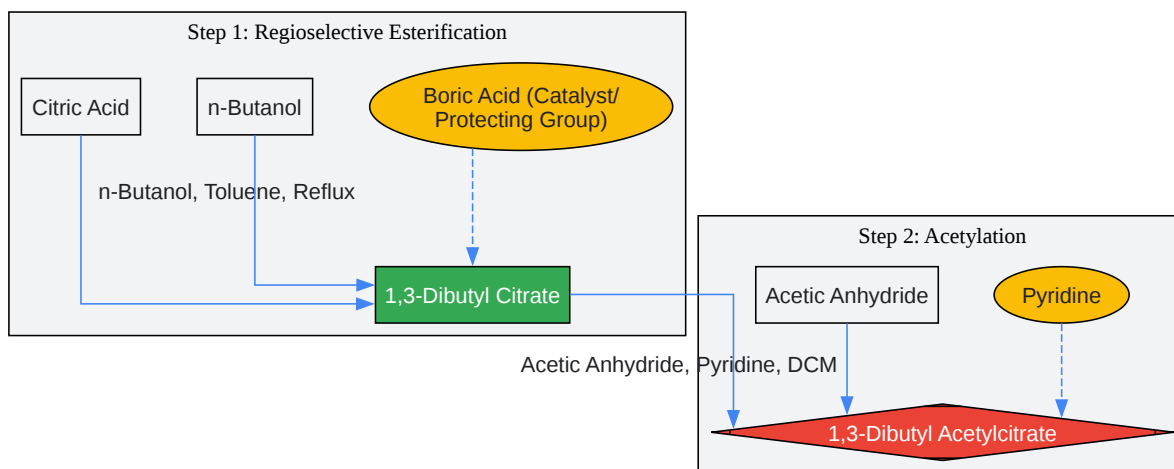 Step 1: Regioselective Esterification
Citric Acid
n-Butanol
Boric Acid (Catalyst/
Protecting Group)
n-Butanol, Toluene, Reflux
1,3-Dibutyl Citrate
Step 2: Acetylation
Acetic Anhydride
Pyridine
Acetic Anhydride, Pyridine, DCM
1,3-Dibutyl Acetylcitrate